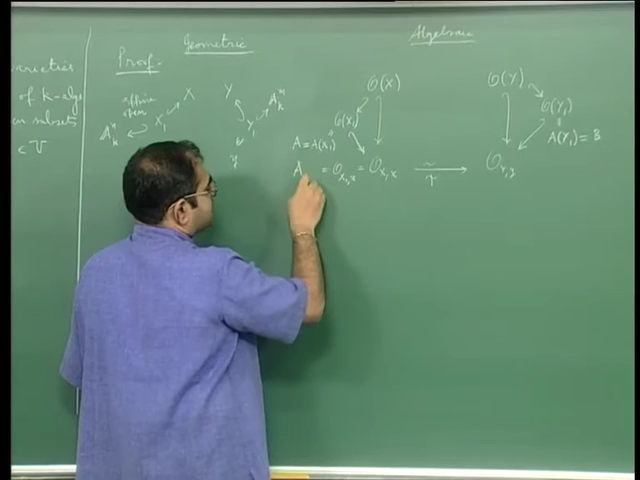 Geometric
Algebraic
varieties
Proof.
of k-alg
affine open
X
Y
O(X)
O(Y)
subsets
A^n_k
X_1
Y_1
A^m_k
O(X_1)
O(Y_1)
A = A(X_1)
A(Y_1) = B
y
A
= O_{X_1,x} = O_{X,x}
~
O_{Y,y}